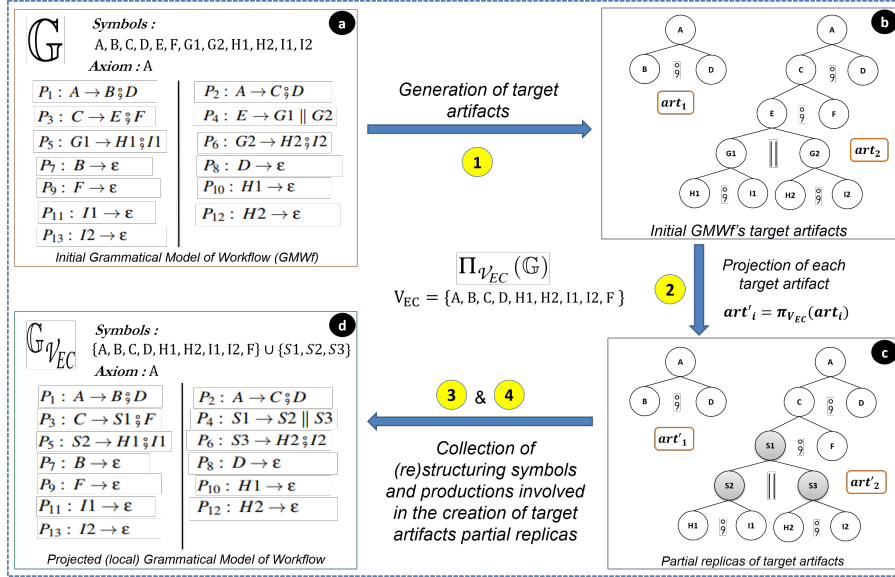 a
𝔾
Symbols :
A, B, C, D, E, F, G1, G2, H1, H2, I1, I2
Axiom : A
P₁ : A → B⨟D
P₂ : A → C⨟D
P₃ : C → E⨟F
P₄ : E → G1 ∥ G2
P₅ : G1 → H1⨟I1
P₆ : G2 → H2⨟I2
P₇ : B → ε
P₈ : D → ε
P₉ : F → ε
P₁₀ : H1 → ε
P₁₁ : I1 → ε
P₁₂ : H2 → ε
P₁₃ : I2 → ε
Initial Grammatical Model of Workflow (GMWf)
Generation of target
artifacts
1
b
A
B ⨟ D
art₁
A
C ⨟ D
E ⨟ F
G1 ∥ G2
art₂
H1 ⨟ I1 H2 ⨟ I2
Initial GMWf's target artifacts
Π_𝒱EC (𝔾)
V_EC = {A, B, C, D, H1, H2, I1, I2, F }
2
Projection of each
target artifact
art'ᵢ = π_V_EC(artᵢ)
c
A
B ⨟ D
art'₁
A
C ⨟ D
S1 ⨟ F
S2 ∥ S3
art'₂
H1 ⨟ I1 H2 ⨟ I2
Partial replicas of target artifacts
3 & 4
Collection of
(re)structuring symbols
and productions involved
in the creation of target
artifacts partial replicas
d
𝔾_𝒱EC
Symbols :
{A, B, C, D, H1, H2, I1, I2, F} ∪ {S1, S2, S3}
Axiom : A
P₁ : A → B⨟D
P₂ : A → C⨟D
P₃ : C → S1⨟F
P₄ : S1 → S2 ∥ S3
P₅ : S2 → H1⨟I1
P₆ : S3 → H2⨟I2
P₇ : B → ε
P₈ : D → ε
P₉ : F → ε
P₁₀ : H1 → ε
P₁₁ : I1 → ε
P₁₂ : H2 → ε
P₁₃ : I2 → ε
Projected (local) Grammatical Model of Workflow